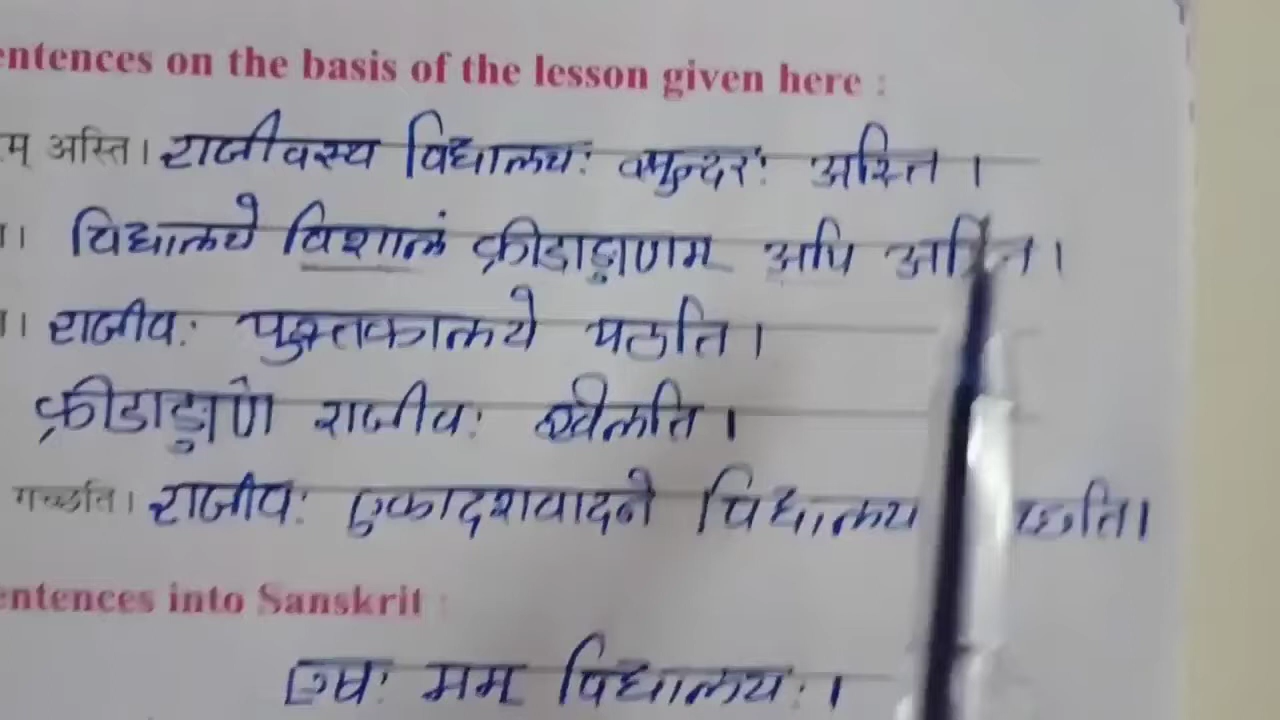 entences on the basis of the lesson given here :
म् अस्ति। राजीवस्य विद्यालयः सुन्दरः अस्ति ।
। विद्यालये विशालं क्रीडाङ्गणम् अपि अस्ति।
। राजीवः पुस्तकालये पठति ।
क्रीडाङ्गणे राजीवः खेलति ।
गच्छति। राजीवः एकादशवादने विद्यालय च्छति।
entences into Sanskrit :
एषः मम विद्यालयः ।